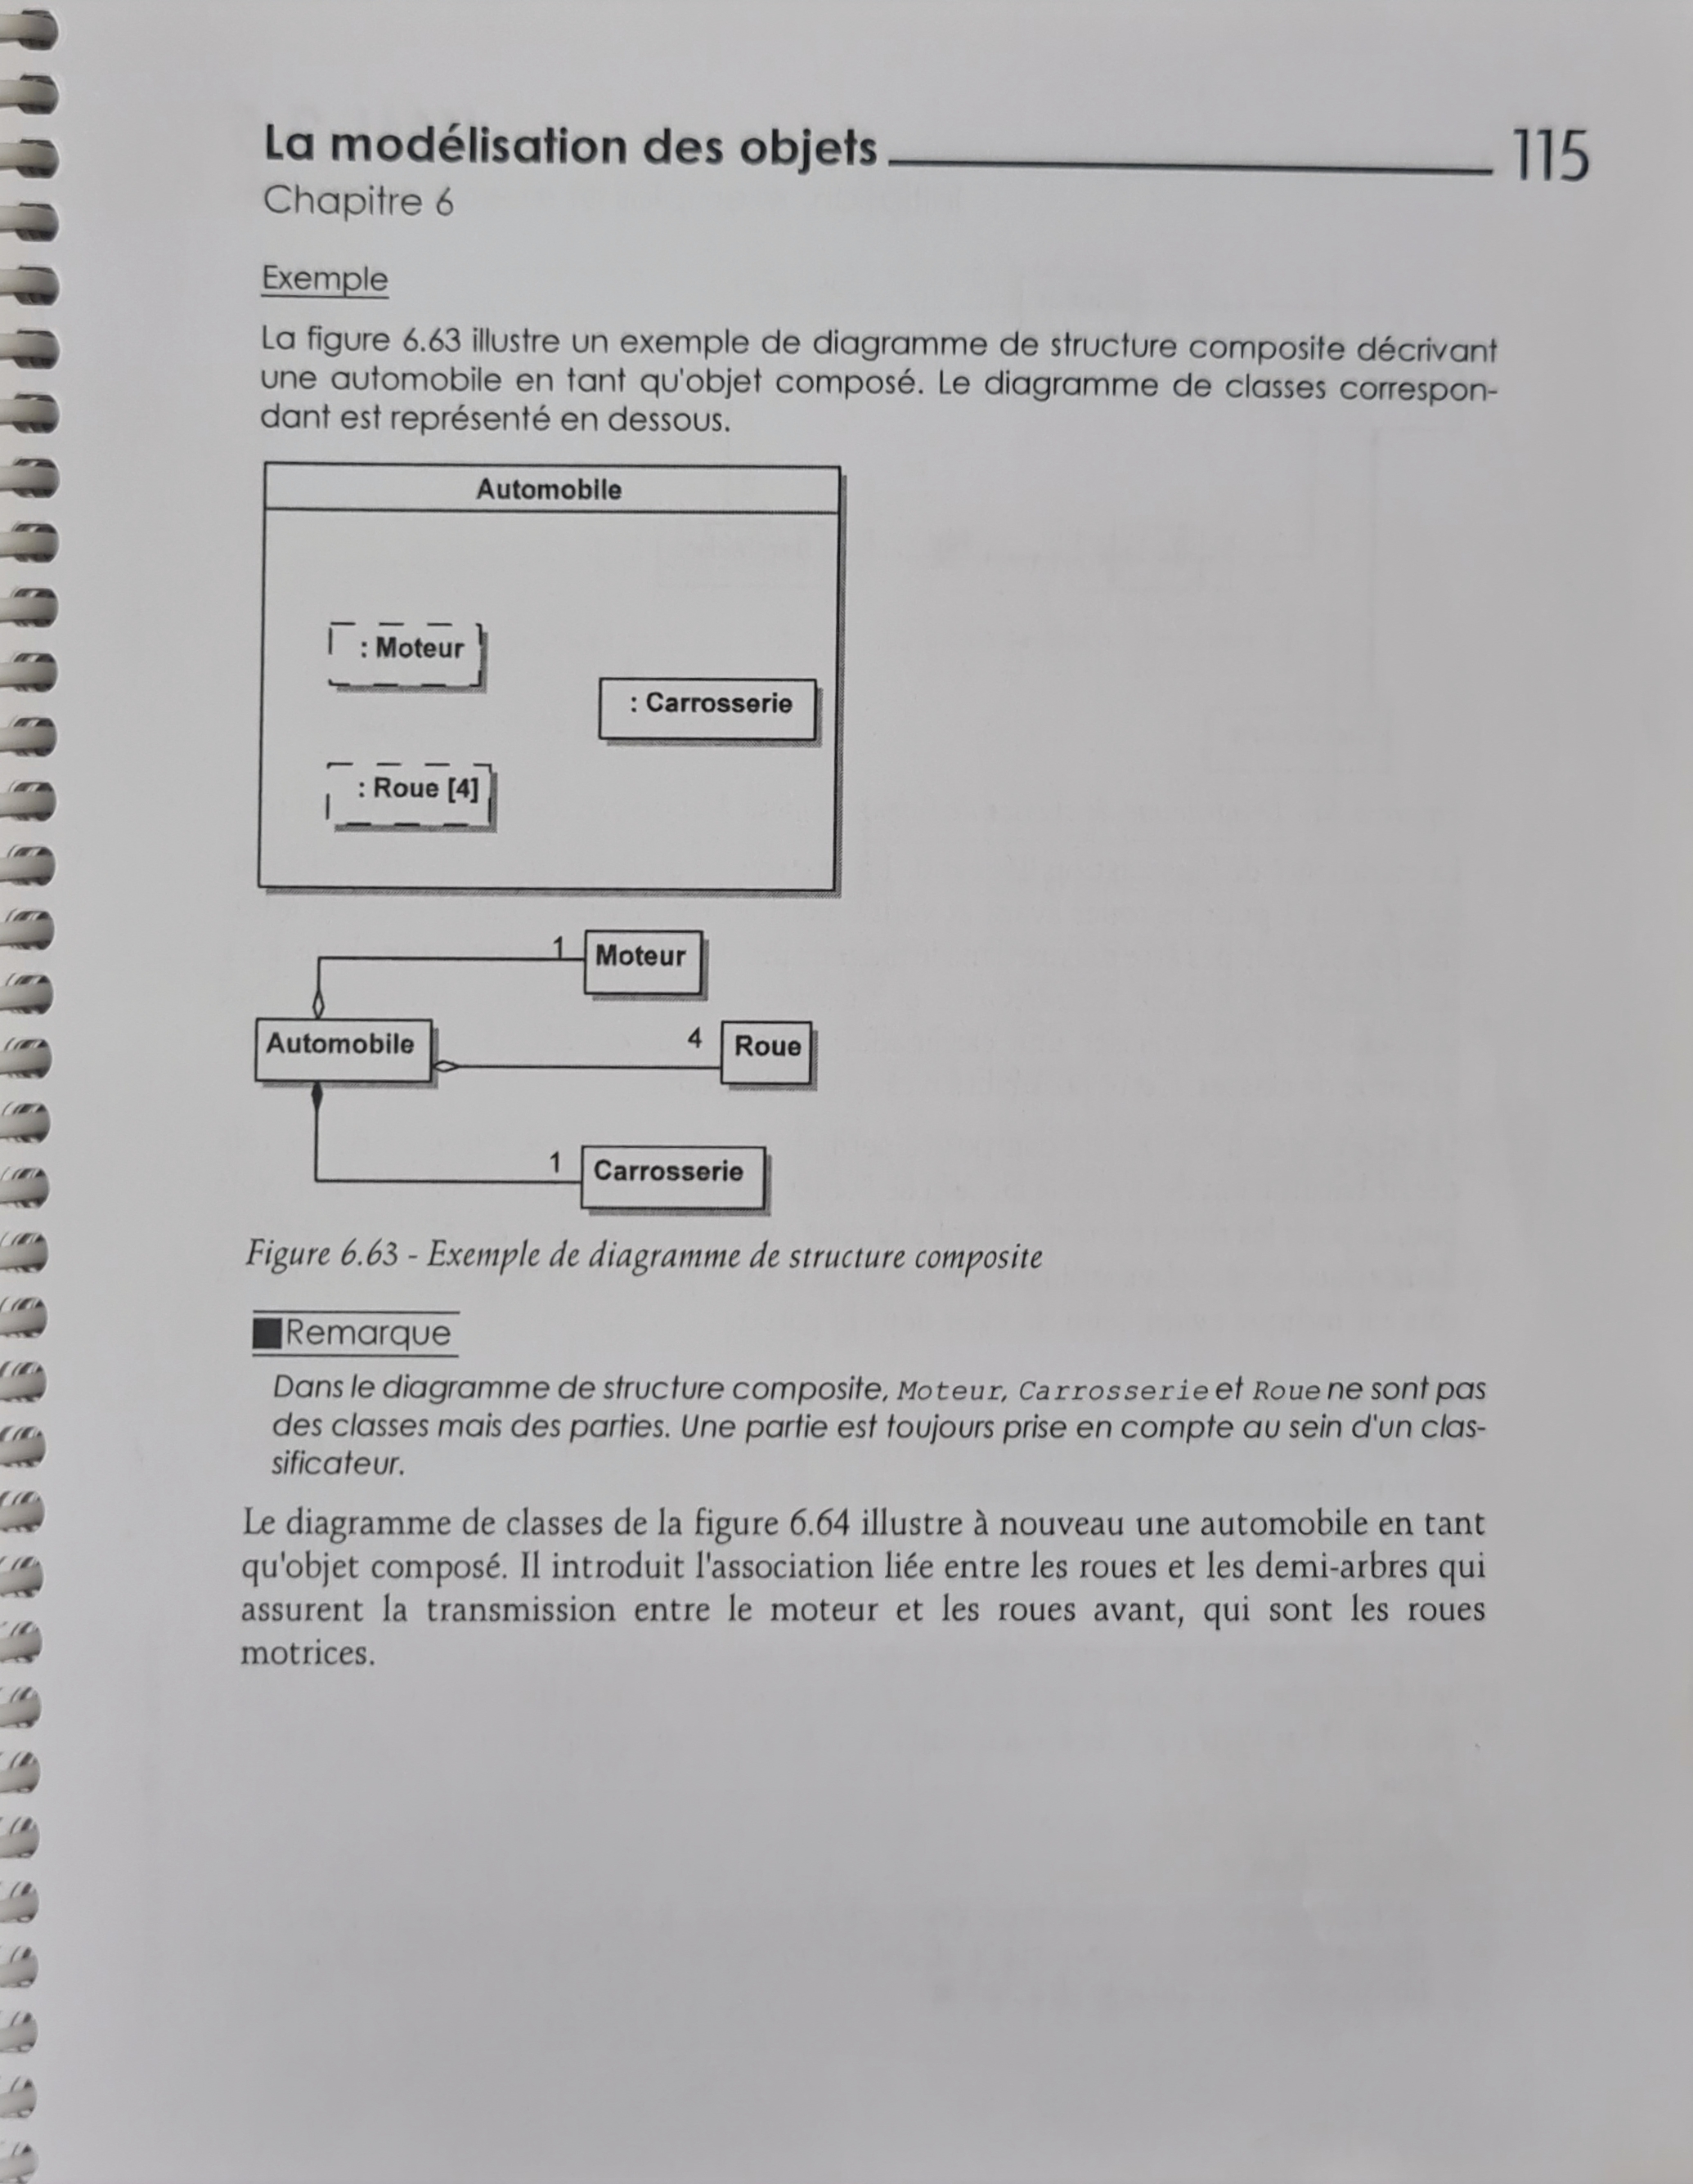 La modélisation des objets 115
Chapitre 6
Exemple
La figure 6.63 illustre un exemple de diagramme de structure composite décrivant
une automobile en tant qu'objet composé. Le diagramme de classes correspon-
dant est représenté en dessous.
Automobile
: Moteur
: Carrosserie
: Roue [4]
1 Moteur
Automobile 4 Roue
1 Carrosserie
Figure 6.63 - Exemple de diagramme de structure composite
Remarque
Dans le diagramme de structure composite, Moteur, Carrosserie et Roue ne sont pas
des classes mais des parties. Une partie est toujours prise en compte au sein d'un clas-
sificateur.
Le diagramme de classes de la figure 6.64 illustre à nouveau une automobile en tant
qu'objet composé. Il introduit l'association liée entre les roues et les demi-arbres qui
assurent la transmission entre le moteur et les roues avant, qui sont les roues
motrices.